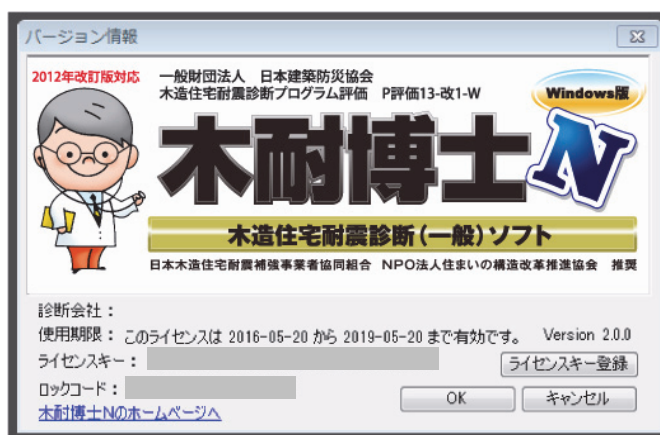 バージョン情報
2012年改訂版対応
一般財団法人 日本建築防災協会
木造住宅耐震診断プログラム評価 P評価13-改1-W
Windows版
木耐博士N
木造住宅耐震診断(一般)ソフト
日本木造住宅耐震補強事業者協同組合 NPO法人住まいの構造改革推進協会 推奨
診断会社:
使用期限: このライセンスは 2016-05-20 から 2019-05-20 まで有効です。 Version 2.0.0
ライセンスキー:
ライセンスキー登録
ロックコード:
OK キャンセル
木耐博士Nのホームページへ